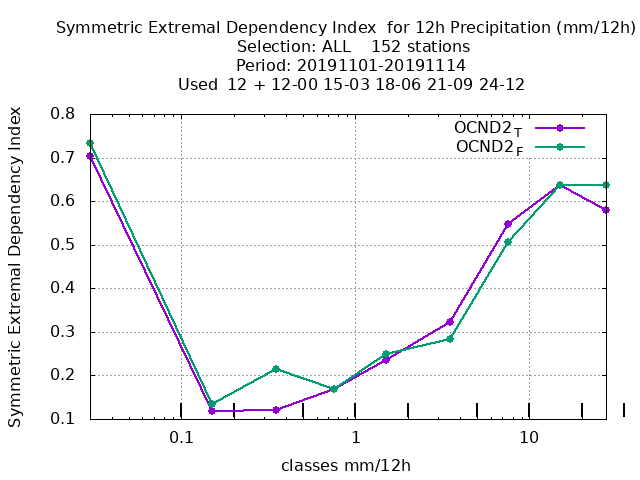 Symmetric Extremal Dependency Index  for 12h Precipitation (mm/12h)
Selection: ALL    152 stations
Period: 20191101-20191114
Used  12 + 12-00 15-03 18-06 21-09 24-12
Symmetric Extremal Dependency Index
0.8
0.7
0.6
0.5
0.4
0.3
0.2
0.1
OCND2T
OCND2F
0.1 1 10
classes mm/12h